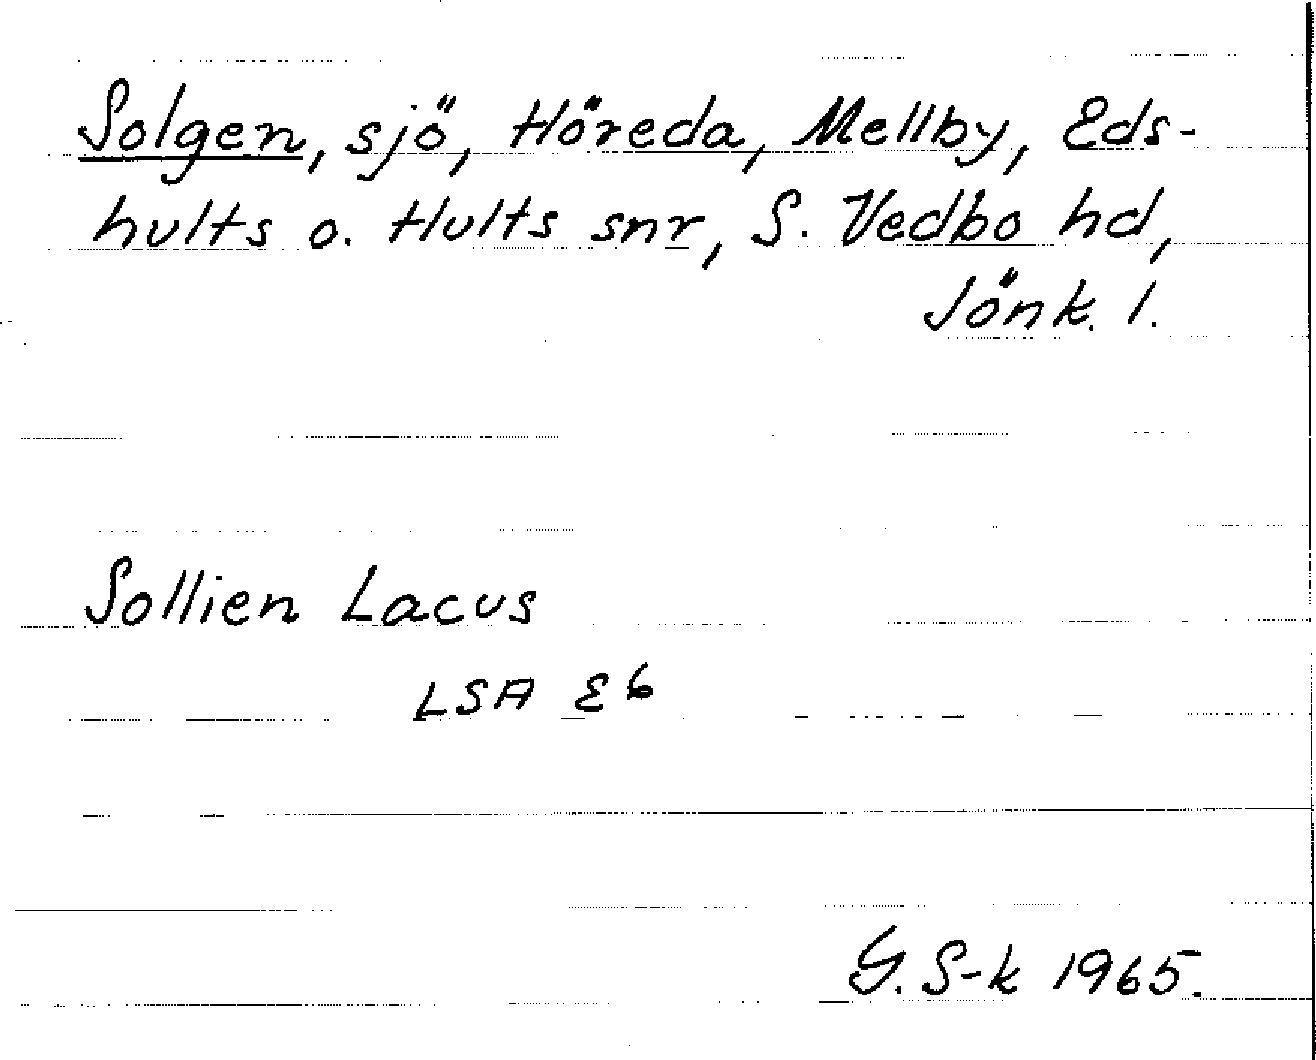 Solgen, sjö, Höreda, Mellby, Eds-
hults o. Hults snr, S. Vedbo hd,
Jönk. l.
Sollien Lacus
LSA E6
G. S-k 1965.